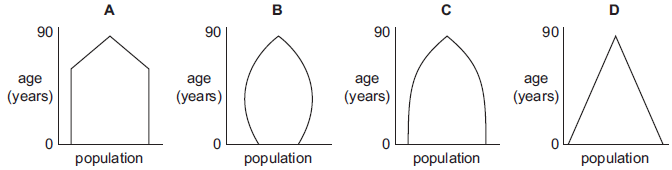 A B C D
90 90 90 90
age age age age
(years) (years) (years) (years)
0 0 0 0
population population population population